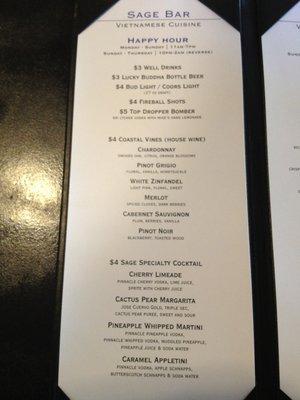 Sage Bar
Vietnamese Cuisine
Happy Hour
Monday - Sunday | 11am-7pm
Sunday - Thursday | 10pm-2am (reverse)
$3 Well Drinks
$3 Lucky Buddha Bottle Beer
$4 Bud Light / Coors Light
$4 Fireball Shots
$5 Top Dropper Bomber
$4 Coastal Vines (house wine)
Chardonnay
smoked oak, citrus, orange blossoms
Pinot Grigio
floral, vanilla, honeysuckle
White Zinfandel
light pink, floral, sweet
Merlot
spiced cloves, dark berries
Cabernet Sauvignon
plum, berries, vanilla
Pinot Noir
blackberry, toasted wood
$4 Sage Specialty Cocktail
Cherry Limeade
Pinnacle cherry vodka, lime juice,
Sprite with cherry juice
Cactus Pear Margarita
Jose Cuervo Gold, triple sec,
cactus pear puree, sweet and sour
Pineapple Whipped Martini
Pinnacle pineapple vodka,
Pinnacle whipped vodka, muddled pineapple,
pineapple juice & soda water
Caramel Appletini
Pinnacle vodka, apple schnapps,
butterscotch schnapps & soda water